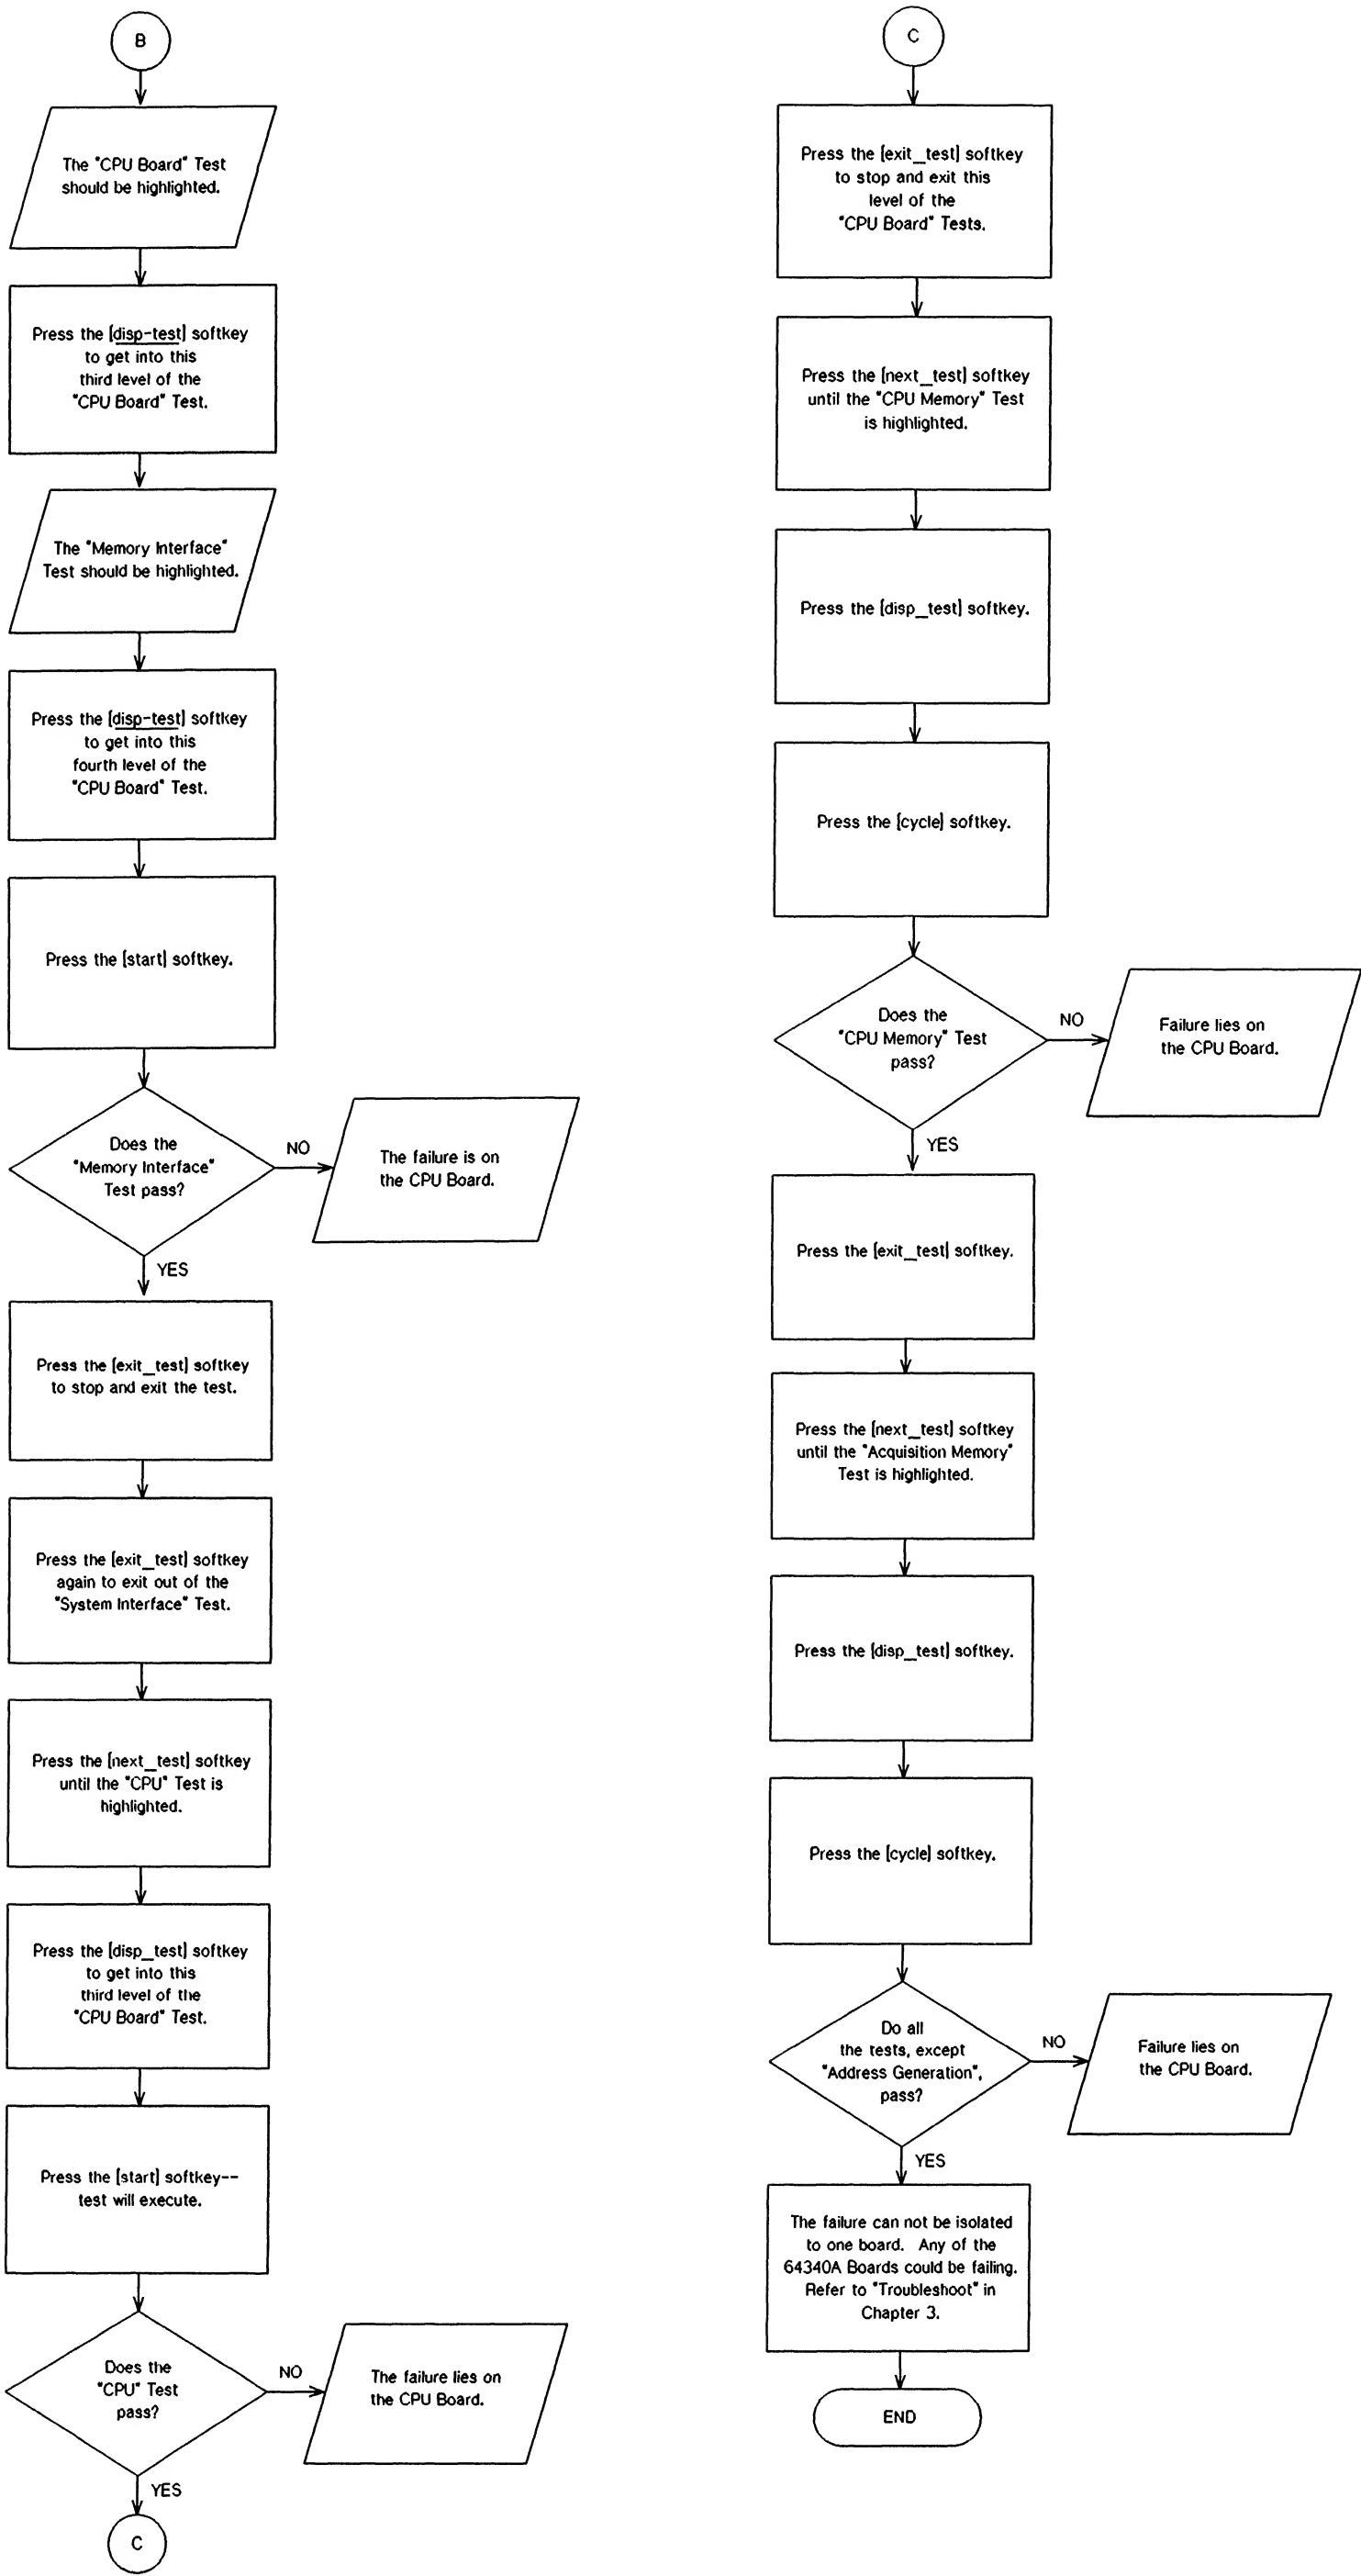 B
The "CPU Board" Test
should be highlighted.
Press the [disp-test] softkey
to get into this
third level of the
"CPU Board" Test.
The "Memory Interface"
Test should be highlighted.
Press the [disp-test] softkey
to get into this
fourth level of the
"CPU Board" Test.
Press the [start] softkey.
Does the
"Memory Interface"
Test pass?
NO
The failure is on
the CPU Board.
YES
Press the [exit_test] softkey
to stop and exit the test.
Press the [exit_test] softkey
again to exit out of the
"System Interface" Test.
Press the [next_test] softkey
until the "CPU" Test is
highlighted.
Press the [disp_test] softkey
to get into this
third level of the
"CPU Board" Test.
Press the [start] softkey--
test will execute.
Does the
"CPU" Test
pass?
NO
The failure lies on
the CPU Board.
YES
C
C
Press the [exit_test] softkey
to stop and exit this
level of the
"CPU Board" Tests.
Press the [next_test] softkey
until the "CPU Memory" Test
is highlighted.
Press the [disp_test] softkey.
Press the [cycle] softkey.
Does the
"CPU Memory" Test
pass?
NO
Failure lies on
the CPU Board.
YES
Press the [exit_test] softkey.
Press the [next_test] softkey
until the "Acquisition Memory"
Test is highlighted.
Press the [disp_test] softkey.
Press the [cycle] softkey.
Do all
the tests, except
"Address Generation",
pass?
NO
Failure lies on
the CPU Board.
YES
The failure can not be isolated
to one board. Any of the
64340A Boards could be failing.
Refer to "Troubleshoot" in
Chapter 3.
END